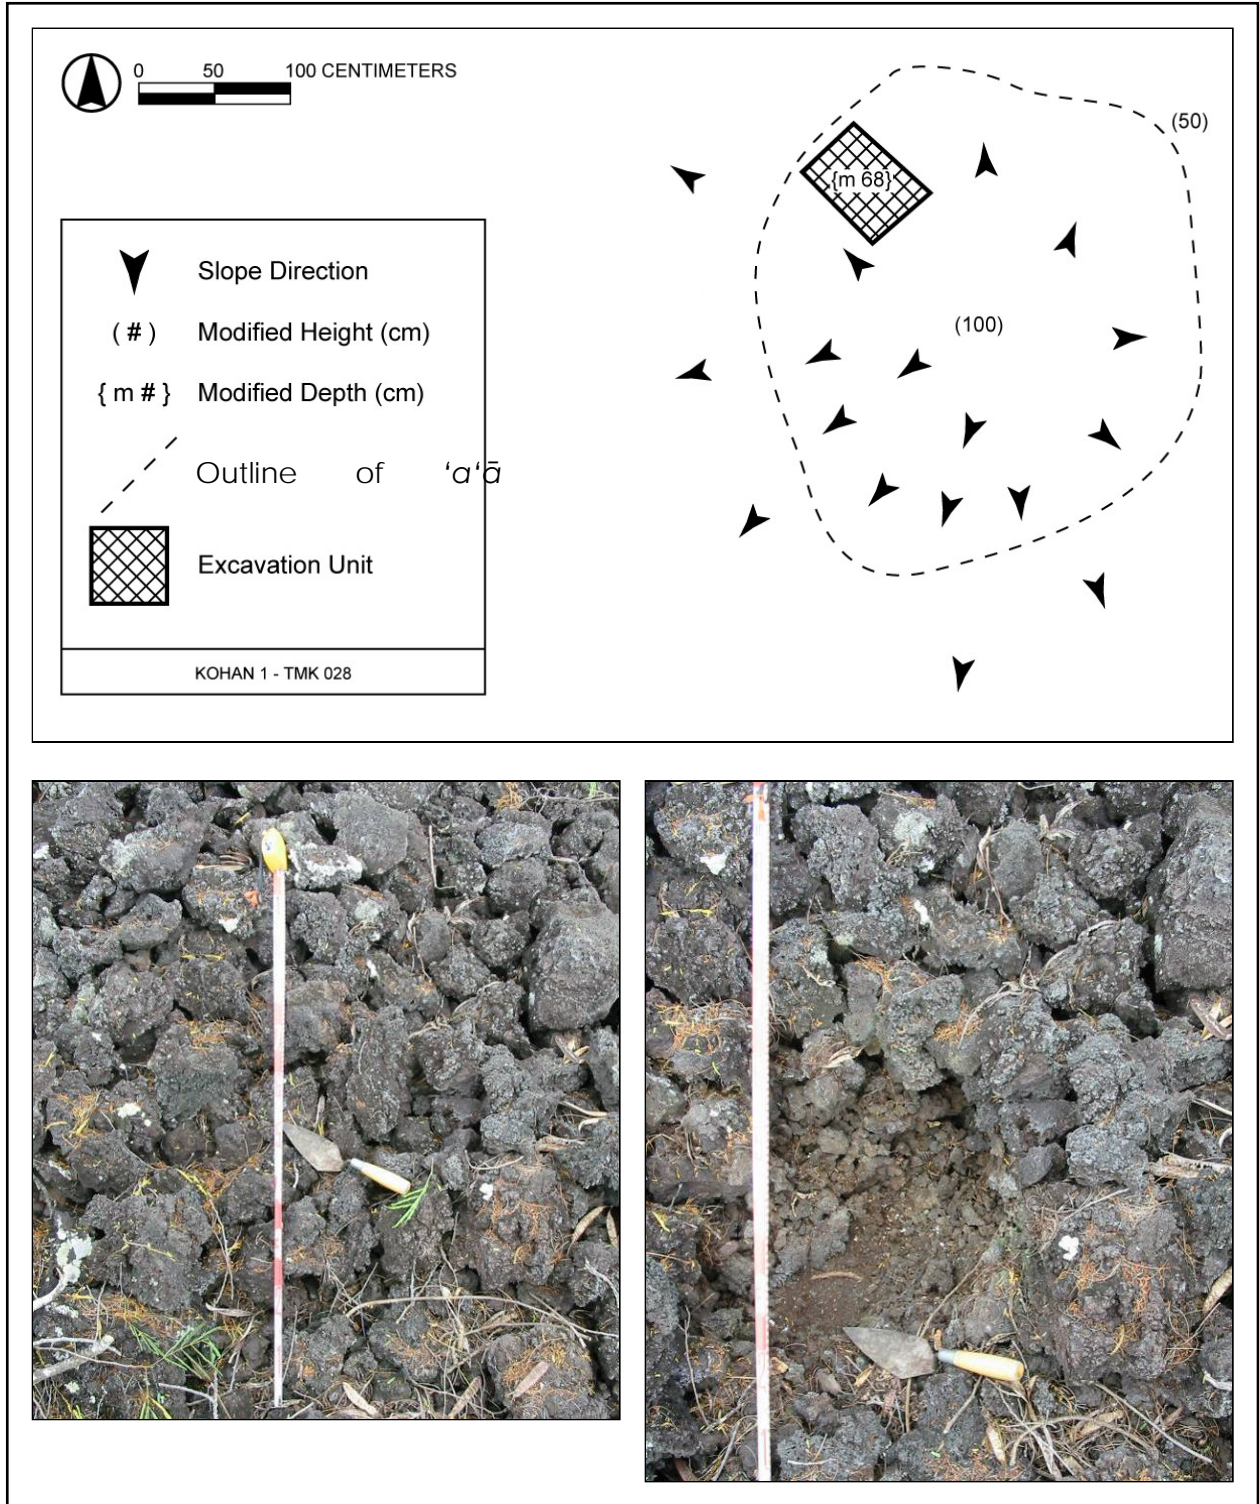 0 50 100 CENTIMETERS
(50)
{m 68}
(100)
Slope Direction
( # ) Modified Height (cm)
{ m # } Modified Depth (cm)
Outline of ‘a‘ā
Excavation Unit
KOHAN 1 - TMK 028